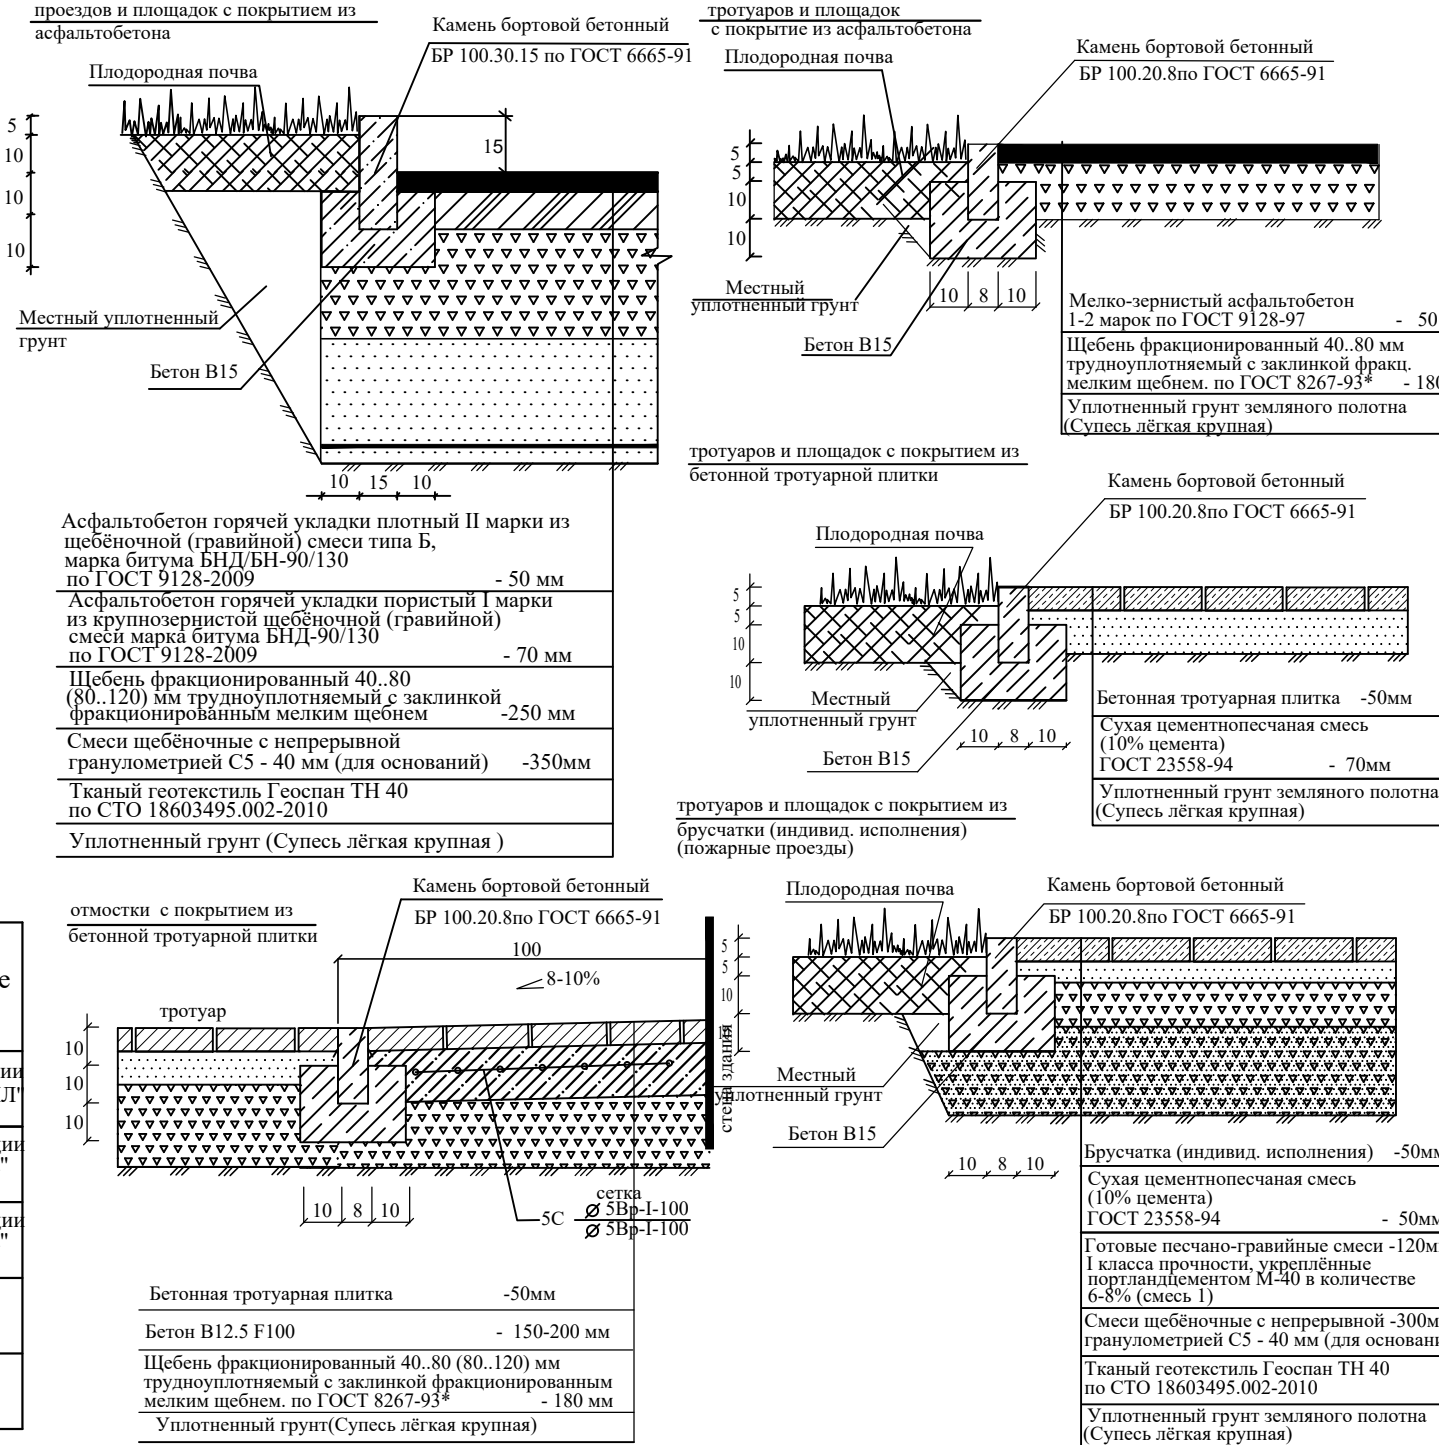 проездов и площадок с покрытием из
асфальтобетона
Камень бортовой бетонный
БР 100.30.15 по ГОСТ 6665-91
Плодородная почва
5
10
10
10
15
Местный уплотненный
грунт
Бетон В15
10 15 10
Асфальтобетон горячей укладки плотный II марки из
щебёночной (гравийной) смеси типа Б,
марка битума БНД/БН-90/130
по ГОСТ 9128-2009 - 50 мм
Асфальтобетон горячей укладки пористый I марки
из крупнозернистой щебёночной (гравийной)
смеси марка битума БНД-90/130
по ГОСТ 9128-2009 - 70 мм
Щебень фракционированный 40..80
(80..120) мм трудноуплотняемый с заклинкой
фракционированным мелким щебнем -250 мм
Смеси щебёночные с непрерывной
гранулометрией С5 - 40 мм (для оснований) -350мм
Тканый геотекстиль Геоспан ТН 40
по СТО 18603495.002-2010
Уплотненный грунт (Супесь лёгкая крупная )
тротуаров и площадок
с покрытие из асфальтобетона
Плодородная почва
Камень бортовой бетонный
БР 100.20.8по ГОСТ 6665-91
5
5
10
10
Местный
уплотненный грунт
10 8 10
Бетон В15
Мелко-зернистый асфальтобетон
1-2 марок по ГОСТ 9128-97 - 50
Щебень фракционированный 40..80 мм
трудноуплотняемый с заклинкой фракц.
мелким щебнем. по ГОСТ 8267-93* - 180
Уплотненный грунт земляного полотна
(Супесь лёгкая крупная)
тротуаров и площадок с покрытием из
бетонной тротуарной плитки
Камень бортовой бетонный
БР 100.20.8по ГОСТ 6665-91
Плодородная почва
5
5
10
10
Местный
уплотненный грунт
10 8 10
Бетон В15
Бетонная тротуарная плитка -50мм
Сухая цементнопесчаная смесь
(10% цемента)
ГОСТ 23558-94 - 70мм
Уплотненный грунт земляного полотна
(Супесь лёгкая крупная)
отмостки с покрытием из
бетонной тротуарной плитки
Камень бортовой бетонный
БР 100.20.8по ГОСТ 6665-91
100
8-10%
тротуар
10
10
10
стена здания
10 8 10
сетка
5С ⌀ 5Вр-I-100
⌀ 5Вр-I-100
Бетонная тротуарная плитка -50мм
Бетон В12.5 F100 - 150-200 мм
Щебень фракционированный 40..80 (80..120) мм
трудноуплотняемый с заклинкой фракционированным
мелким щебнем. по ГОСТ 8267-93* - 180 мм
Уплотненный грунт(Супесь лёгкая крупная)
тротуаров и площадок с покрытием из
брусчатки (индивид. исполнения)
(пожарные проезды)
Плодородная почва
Камень бортовой бетонный
БР 100.20.8по ГОСТ 6665-91
5
5
10
Местный
уплотненный грунт
Бетон В15
10 8 10
Брусчатка (индивид. исполнения) -50мм
Сухая цементнопесчаная смесь
(10% цемента)
ГОСТ 23558-94 - 50мм
Готовые песчано-гравийные смеси -120м
I класса прочности, укреплённые
портландцементом М-40 в количестве
6-8% (смесь 1)
Смеси щебёночные с непрерывной -300м
гранулометрией С5 - 40 мм (для основани
Тканый геотекстиль Геоспан ТН 40
по СТО 18603495.002-2010
Уплотненный грунт земляного полотна
(Супесь лёгкая крупная)